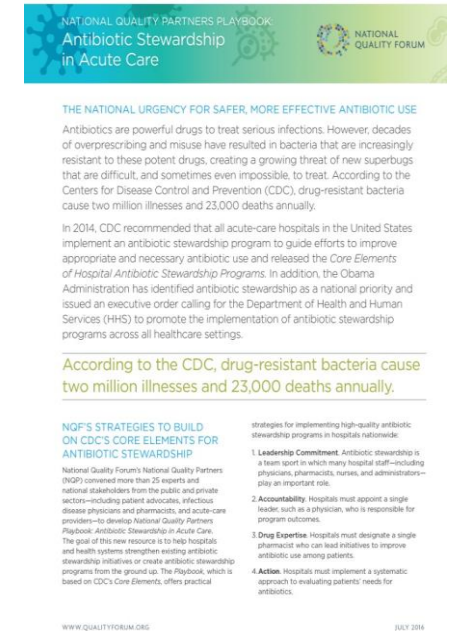 NATIONAL QUALITY PARTNERS PLAYBOOK:
Antibiotic Stewardship
in Acute Care
NATIONAL
QUALITY FORUM
THE NATIONAL URGENCY FOR SAFER, MORE EFFECTIVE ANTIBIOTIC USE
Antibiotics are powerful drugs to treat serious infections. However, decades
of overprescribing and misuse have resulted in bacteria that are increasingly
resistant to these potent drugs, creating a growing threat of new superbugs
that are difficult, and sometimes even impossible, to treat. According to the
Centers for Disease Control and Prevention (CDC), drug-resistant bacteria
cause two million illnesses and 23,000 deaths annually.
In 2014, CDC recommended that all acute-care hospitals in the United States
implement an antibiotic stewardship program to guide efforts to improve
appropriate and necessary antibiotic use and released the Core Elements
of Hospital Antibiotic Stewardship Programs. In addition, the Obama
Administration has identified antibiotic stewardship as a national priority and
issued an executive order calling for the Department of Health and Human
Services (HHS) to promote the implementation of antibiotic stewardship
programs across all healthcare settings.
According to the CDC, drug-resistant bacteria cause
two million illnesses and 23,000 deaths annually.
NQF'S STRATEGIES TO BUILD
ON CDC'S CORE ELEMENTS FOR
ANTIBIOTIC STEWARDSHIP
National Quality Forum's National Quality Partners
(NQP) convened more than 25 experts and
national stakeholders from the public and private
sectors—including patient advocates, infectious
disease physicians and pharmacists, and acute-care
providers—to develop National Quality Partners
Playbook: Antibiotic Stewardship in Acute Care.
The goal of this new resource is to help hospitals
and health systems strengthen existing antibiotic
stewardship initiatives or create antibiotic stewardship
programs from the ground up. The Playbook, which is
based on CDC's Core Elements, offers practical
strategies for implementing high-quality antibiotic
stewardship programs in hospitals nationwide:
1. Leadership Commitment. Antibiotic stewardship is
a team sport in which many hospital staff—including
physicians, pharmacists, nurses, and administrators—
play an important role.
2. Accountability. Hospitals must appoint a single
leader, such as a physician, who is responsible for
program outcomes.
3. Drug Expertise. Hospitals must designate a single
pharmacist who can lead initiatives to improve
antibiotic use among patients.
4. Action. Hospitals must implement a systematic
approach to evaluating patients' needs for
antibiotics.
WWW.QUALITYFORUM.ORG
JULY 2016